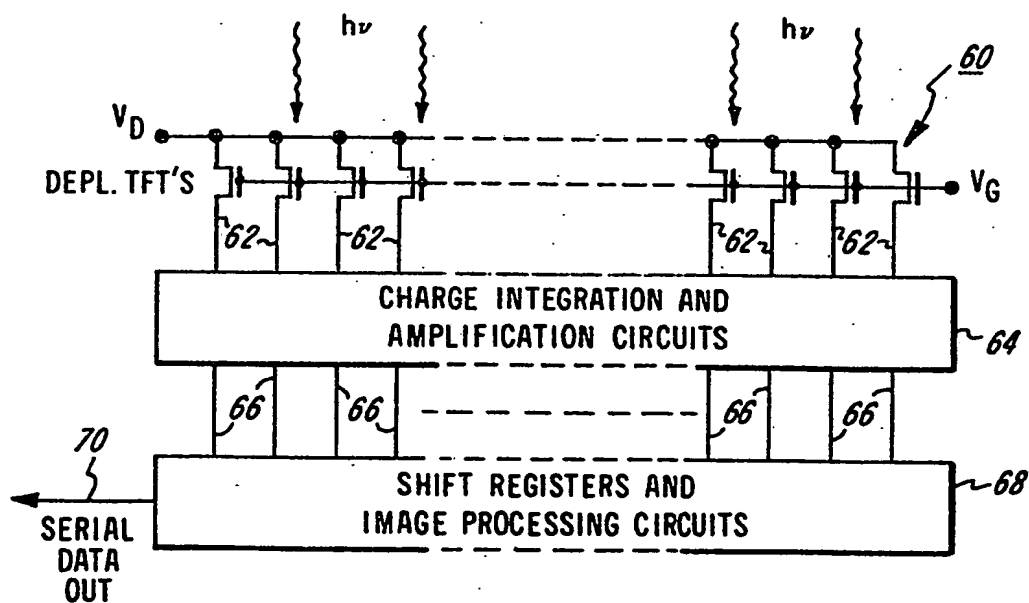 hν hν
60
V_D
DEPL. TFT'S
V_G
62 62 62 62
CHARGE INTEGRATION AND
AMPLIFICATION CIRCUITS
64
66 66 66 66
70
SHIFT REGISTERS AND
IMAGE PROCESSING CIRCUITS
68
SERIAL
DATA
OUT